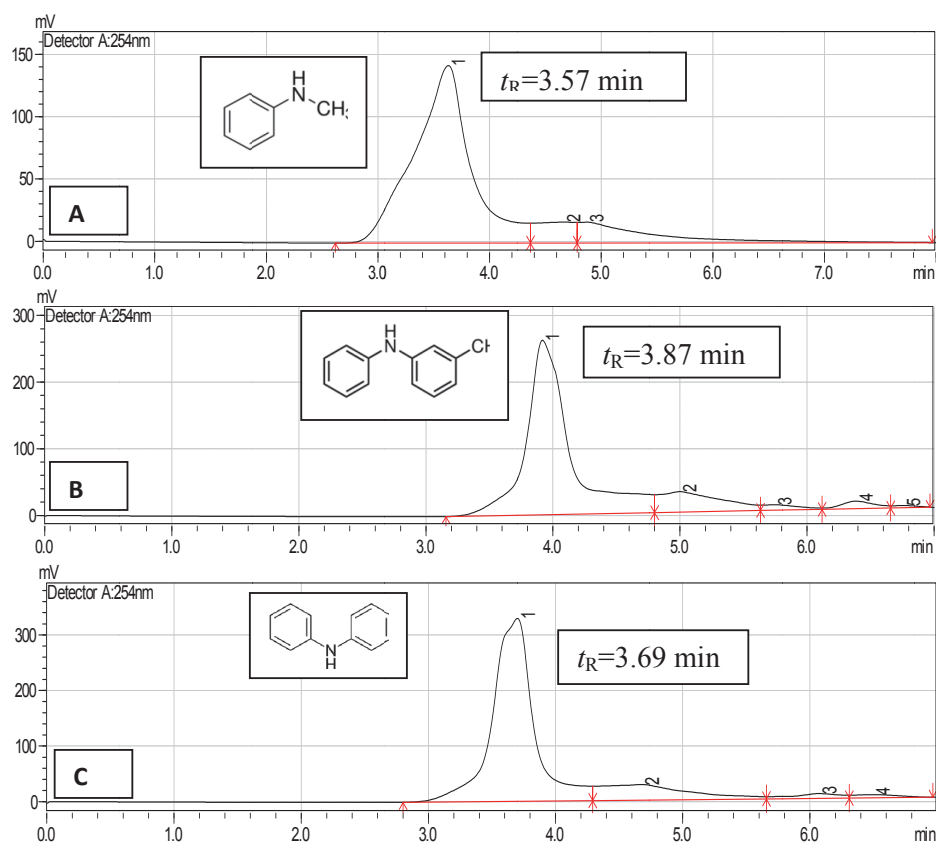 mV
Detector A:254nm
150
100
50
0
H
N
CH
1
tR=3.57 min
2
3
A
0.0 1.0 2.0 3.0 4.0 5.0 6.0 7.0 min
mV
Detector A:254nm
300
200
100
0
H
N
CH
1
tR=3.87 min
2
3
4
5
B
0.0 1.0 2.0 3.0 4.0 5.0 6.0 min
mV
Detector A:254nm
300
200
100
0
N
H
1
tR=3.69 min
2
3
4
C
0.0 1.0 2.0 3.0 4.0 5.0 6.0 min